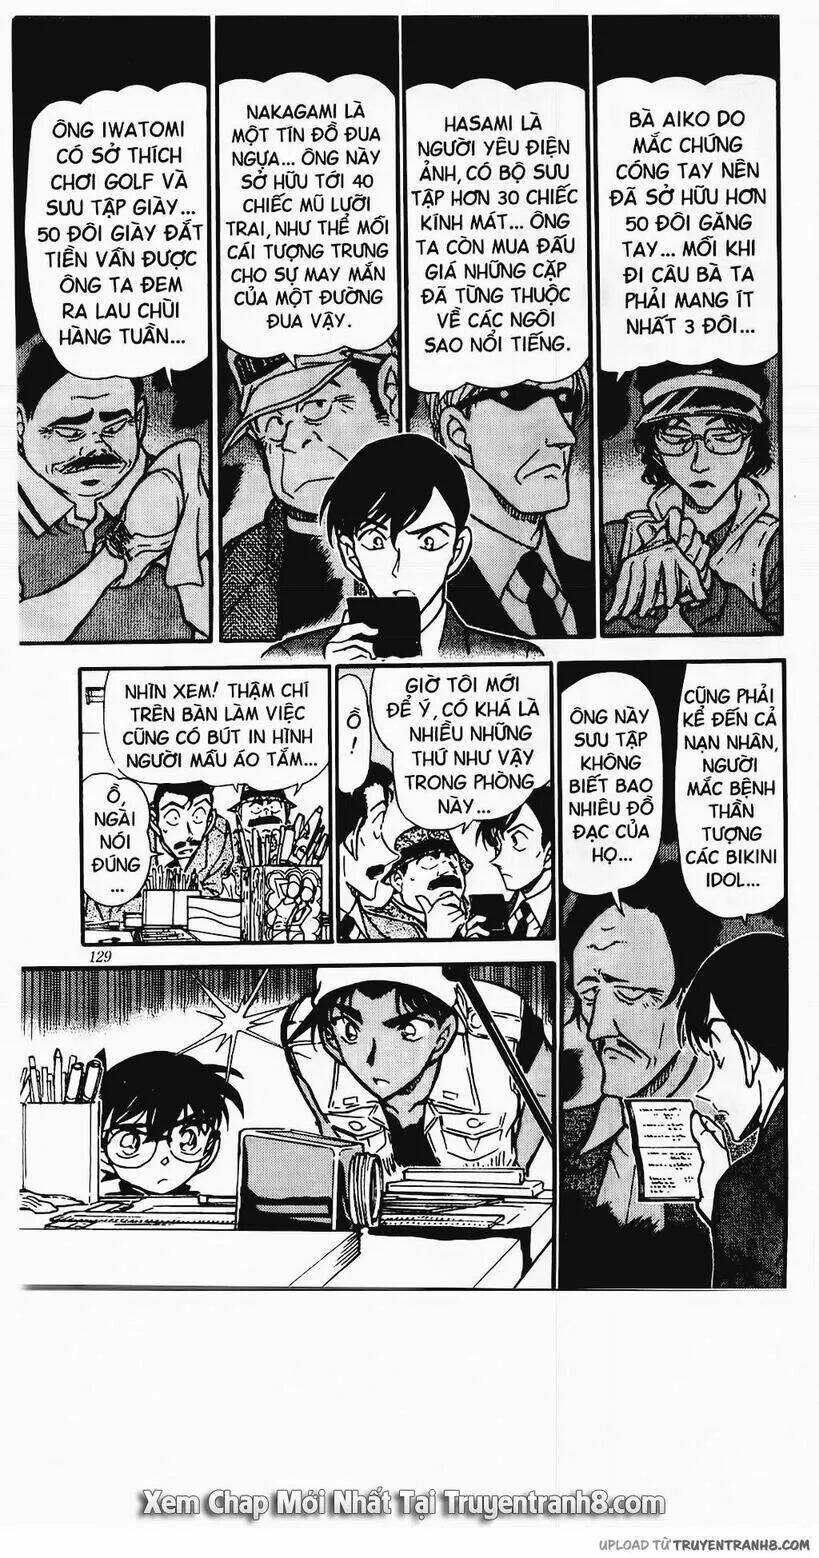 BÀ AIKO DO
MẮC CHỨNG
CÓNG TAY NÊN
ĐÃ SỞ HỮU HƠN
50 ĐÔI GĂNG
TAY... MỖI KHI
ĐI CÂU BÀ TA
PHẢI MANG ÍT
NHẤT 3 ĐÔI...
HASAMI LÀ
NGƯỜI YÊU ĐIỆN
ẢNH, CÓ BỘ SƯU
TẬP HƠN 30 CHIẾC
KÍNH MÁT... ÔNG
TA CÒN MUA ĐẤU
GIÁ NHỮNG CẶP
ĐÃ TỪNG THUỘC
VỀ CÁC NGÔI
SAO NỔI TIẾNG.
NAKAGAMI LÀ
MỘT TÍN ĐỒ ĐUA
NGỰA... ÔNG NÀY
SỞ HỮU TỚI 40
CHIẾC MŨ LƯỠI
TRAI, NHƯ THỂ MỖI
CÁI TƯỢNG TRƯNG
CHO SỰ MAY MẮN
CỦA MỘT ĐƯỜNG
ĐUA VẬY.
ÔNG IWATOMI
CÓ SỞ THÍCH
CHƠI GOLF VÀ
SƯU TẬP GIÀY...
50 ĐÔI GIÀY ĐẮT
TIỀN VẪN ĐƯỢC
ÔNG TA ĐEM
RA LAU CHÙI
HÀNG TUẦN...
CŨNG PHẢI
KỂ ĐẾN CẢ
NẠN NHÂN,
NGƯỜI
MẮC BỆNH
THẦN
TƯỢNG
CÁC BIKINI
IDOL...
ÔNG NÀY
SƯU TẬP
KHÔNG
BIẾT BAO
NHIÊU ĐỒ
ĐẠC CỦA
HỌ...
GIỜ TÔI MỚI
ĐỂ Ý, CÓ KHÁ LÀ
NHIỀU NHỮNG
THỨ NHƯ VẬY
TRONG PHÒNG
NÀY...
Ồ!
NHÌN XEM! THẬM CHÍ
TRÊN BÀN LÀM VIỆC
CŨNG CÓ BÚT IN HÌNH
NGƯỜI MẪU ÁO TẮM...
Ồ,
NGÀI
NÓI
ĐÚNG
...
129
Xem Chap Mới Nhất Tại Truyentranh8.com
UPLOAD TỪ TRUYENTRANH8.COM